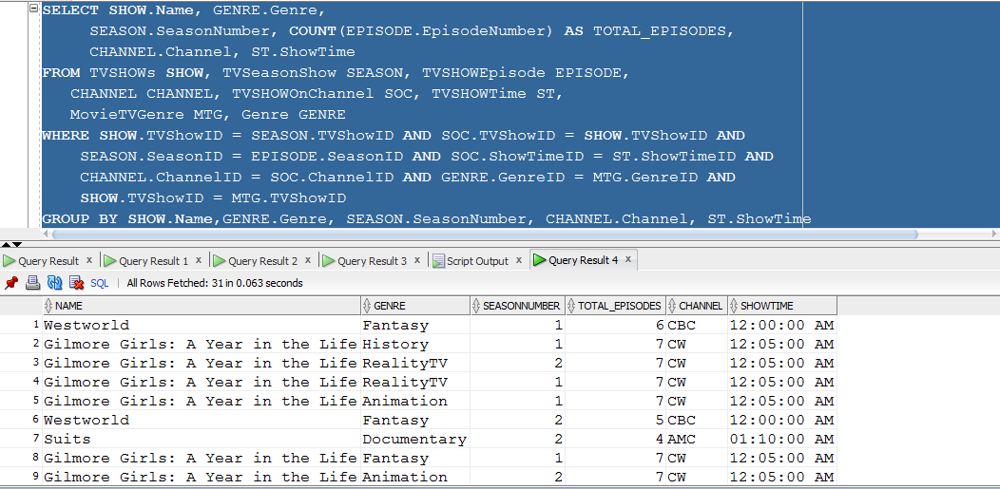 SELECT SHOW.Name, GENRE.Genre,
SEASON.SeasonNumber, COUNT(EPISODE.EpisodeNumber) AS TOTAL_EPISODES,
CHANNEL.Channel, ST.ShowTime
FROM TVSHOWs SHOW, TVSeasonShow SEASON, TVSHOWEpisode EPISODE,
CHANNEL CHANNEL, TVSHOWOnChannel SOC, TVSHOWTime ST,
MovieTVGenre MTG, Genre GENRE
WHERE SHOW.TVShowID = SEASON.TVShowID AND SOC.TVShowID = SHOW.TVShowID AND
SEASON.SeasonID = EPISODE.SeasonID AND SOC.ShowTimeID = ST.ShowTimeID AND
CHANNEL.ChannelID = SOC.ChannelID AND GENRE.GenreID = MTG.GenreID AND
SHOW.TVShowID = MTG.TVShowID
GROUP BY SHOW.Name,GENRE.Genre, SEASON.SeasonNumber, CHANNEL.Channel, ST.ShowTime
Query Result x Query Result 1 x Query Result 2 x Query Result 3 x Script Output x Query Result 4 x
SQL | All Rows Fetched: 31 in 0.063 seconds
NAME GENRE SEASONNUMBER TOTAL_EPISODES CHANNEL SHOWTIME
1 Westworld Fantasy 1 6 CBC 12:00:00 AM
2 Gilmore Girls: A Year in the Life History 1 7 CW 12:05:00 AM
3 Gilmore Girls: A Year in the Life RealityTV 2 7 CW 12:05:00 AM
4 Gilmore Girls: A Year in the Life RealityTV 1 7 CW 12:05:00 AM
5 Gilmore Girls: A Year in the Life Animation 1 7 CW 12:05:00 AM
6 Westworld Fantasy 2 5 CBC 12:00:00 AM
7 Suits Documentary 2 4 AMC 01:10:00 AM
8 Gilmore Girls: A Year in the Life Fantasy 1 7 CW 12:05:00 AM
9 Gilmore Girls: A Year in the Life Animation 2 7 CW 12:05:00 AM